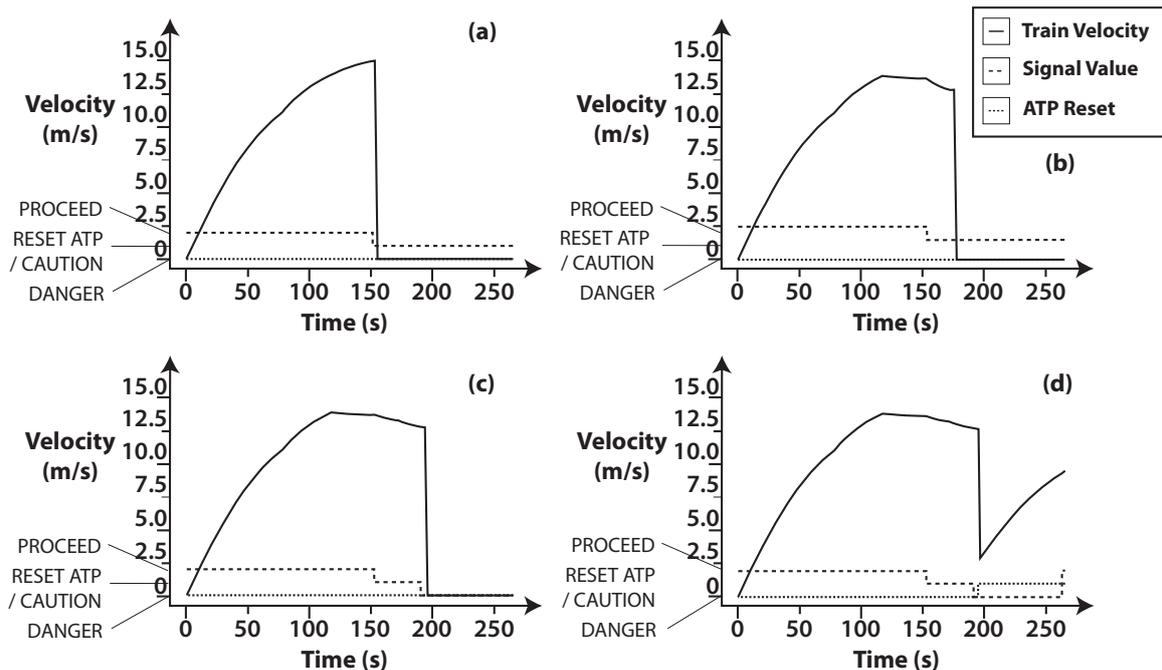 (a)
15.0
12.5
10.0
7.5
5.0
2.5
0
Velocity
(m/s)
PROCEED
RESET ATP
/ CAUTION
DANGER
0 50 100 150 200 250
Time (s)
(b)
15.0
12.5
10.0
7.5
5.0
2.5
0
Velocity
(m/s)
PROCEED
RESET ATP
/ CAUTION
DANGER
0 50 100 150 200 250
Time (s)
Train Velocity
Signal Value
ATP Reset
(c)
15.0
12.5
10.0
7.5
5.0
2.5
0
Velocity
(m/s)
PROCEED
RESET ATP
/ CAUTION
DANGER
0 50 100 150 200 250
Time (s)
(d)
15.0
12.5
10.0
7.5
5.0
2.5
0
Velocity
(m/s)
PROCEED
RESET ATP
/ CAUTION
DANGER
0 50 100 150 200 250
Time (s)